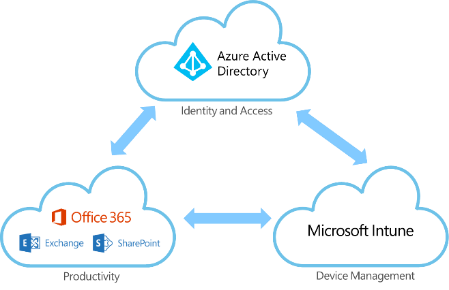 Azure Active
Directory
Identity and Access
Office 365
Exchange
SharePoint
Productivity
Microsoft Intune
Device Management